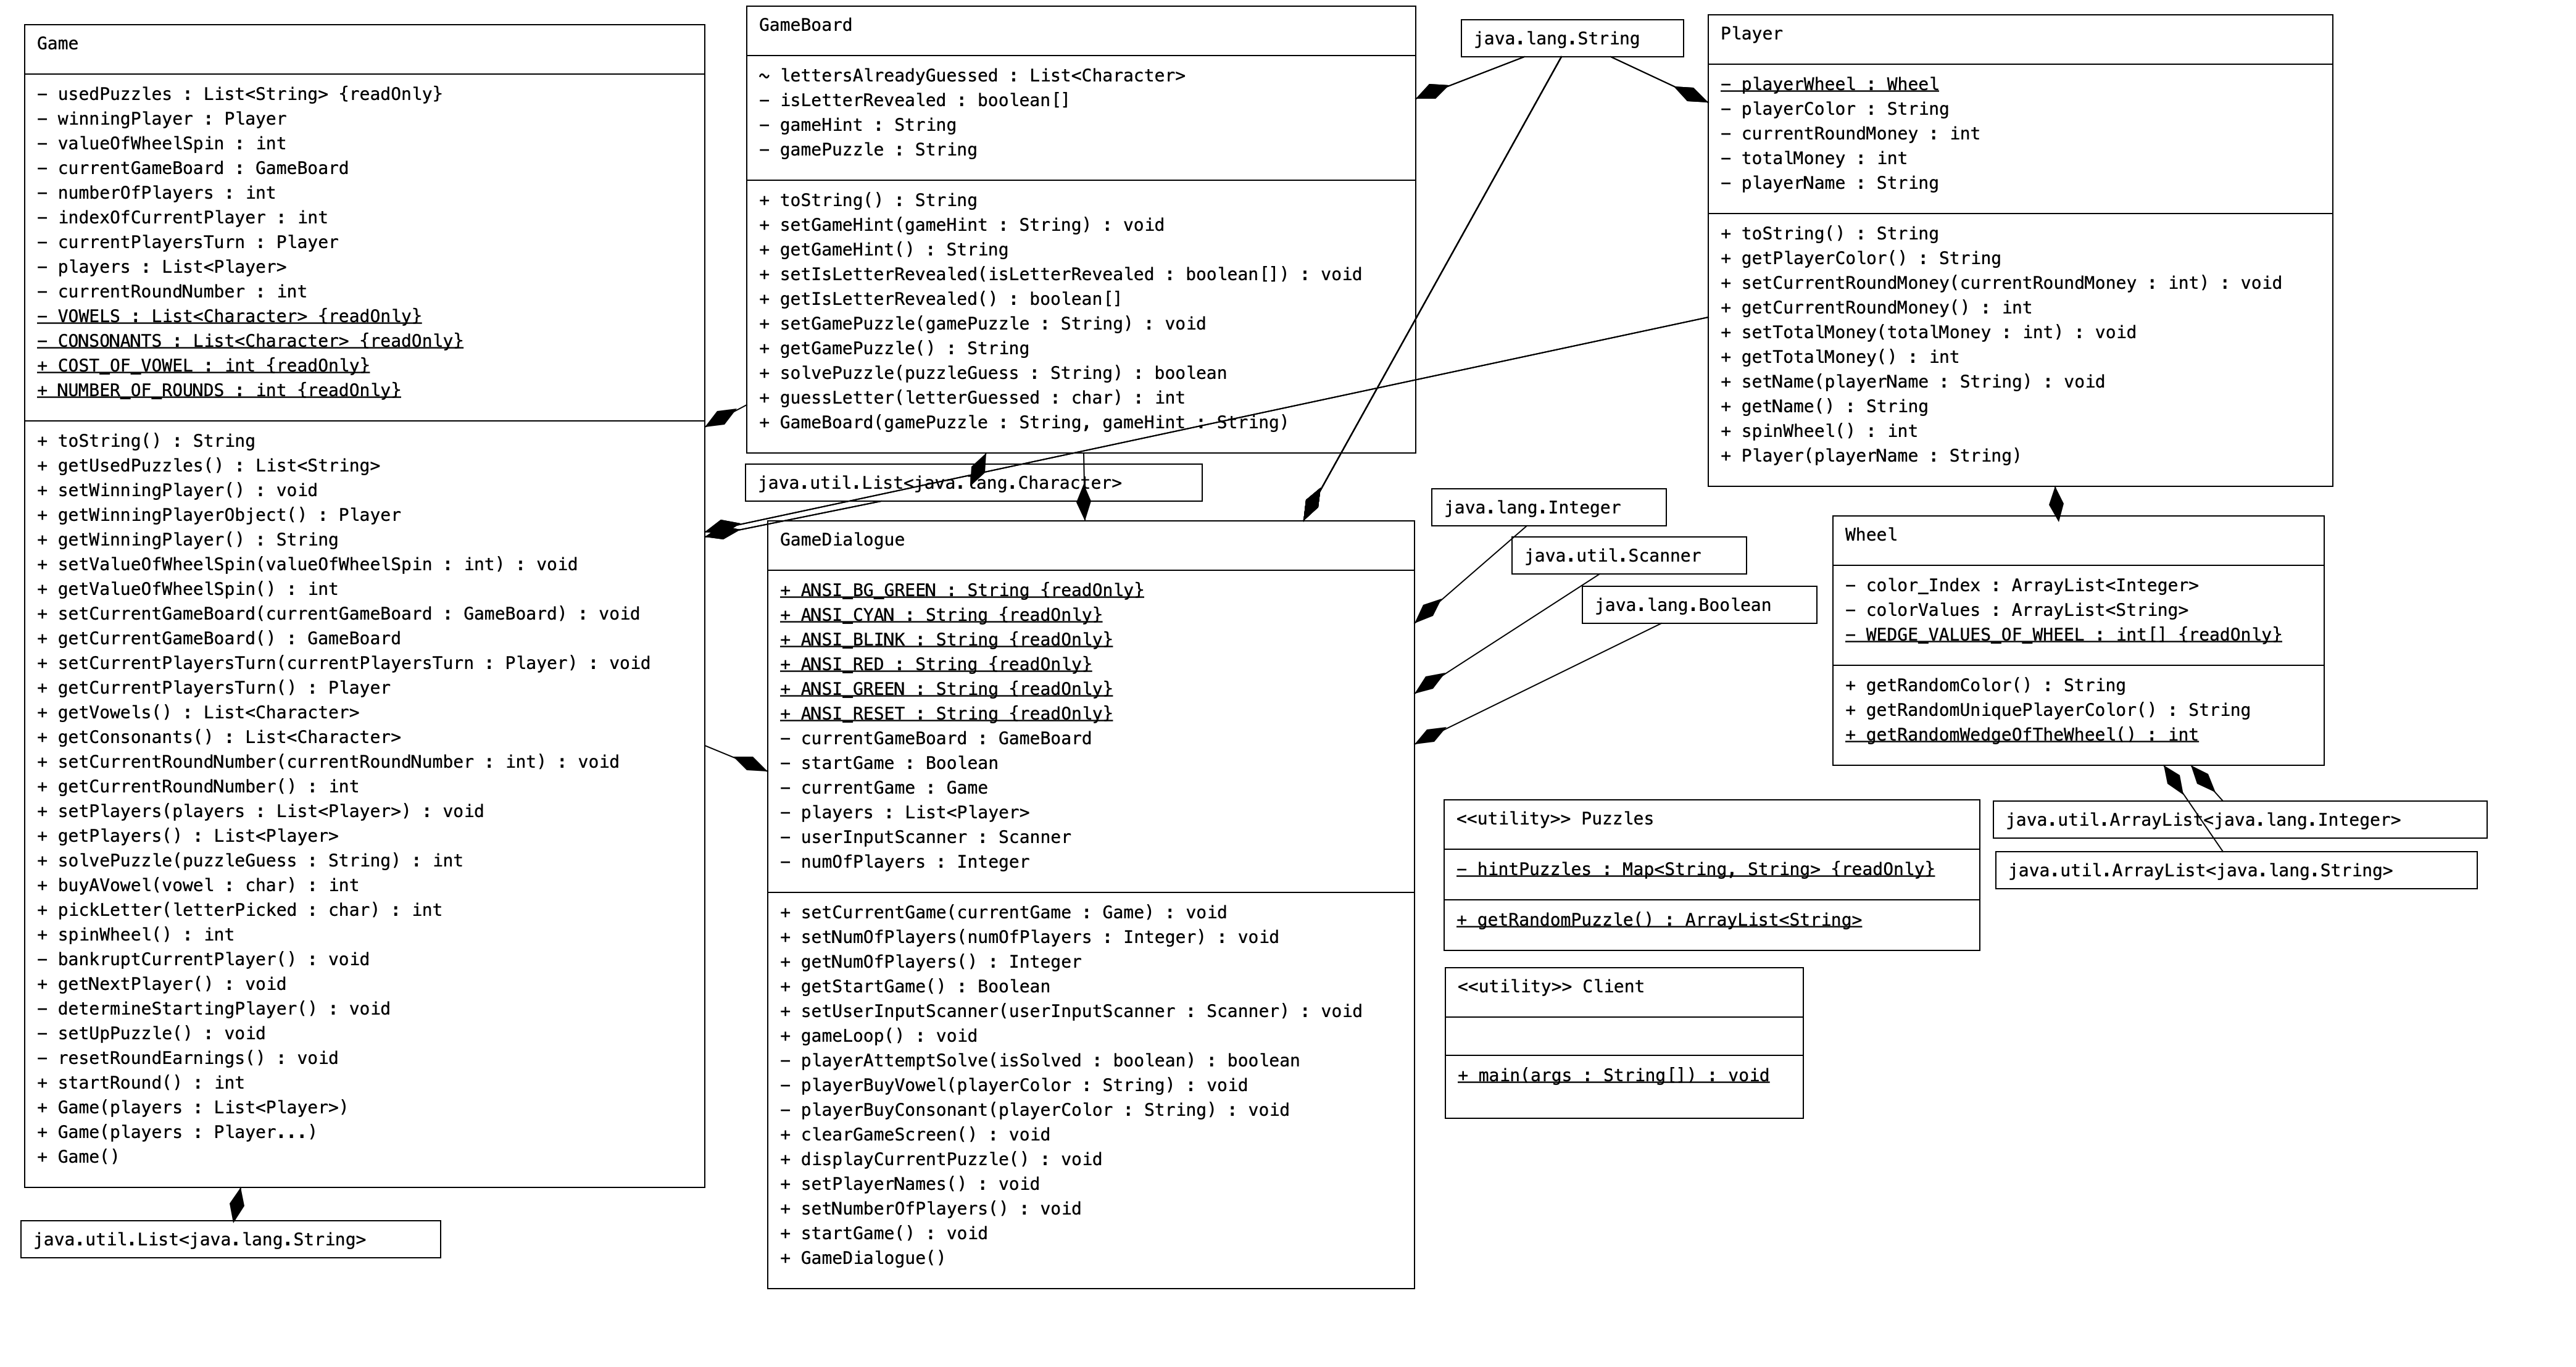 Game
− usedPuzzles : List<String> {readOnly}
− winningPlayer : Player
− valueOfWheelSpin : int
− currentGameBoard : GameBoard
− numberOfPlayers : int
− indexOfCurrentPlayer : int
− currentPlayersTurn : Player
− players : List<Player>
− currentRoundNumber : int
− VOWELS : List<Character> {readOnly}
− CONSONANTS : List<Character> {readOnly}
+ COST_OF_VOWEL : int {readOnly}
+ NUMBER_OF_ROUNDS : int {readOnly}
+ toString() : String
+ getUsedPuzzles() : List<String>
+ setWinningPlayer() : void
+ getWinningPlayerObject() : Player
+ getWinningPlayer() : String
+ setValueOfWheelSpin(valueOfWheelSpin : int) : void
+ getValueOfWheelSpin() : int
+ setCurrentGameBoard(currentGameBoard : GameBoard) : void
+ getCurrentGameBoard() : GameBoard
+ setCurrentPlayersTurn(currentPlayersTurn : Player) : void
+ getCurrentPlayersTurn() : Player
+ getVowels() : List<Character>
+ getConsonants() : List<Character>
+ setCurrentRoundNumber(currentRoundNumber : int) : void
+ getCurrentRoundNumber() : int
+ setPlayers(players : List<Player>) : void
+ getPlayers() : List<Player>
+ solvePuzzle(puzzleGuess : String) : int
+ buyAVowel(vowel : char) : int
+ pickLetter(letterPicked : char) : int
+ spinWheel() : int
− bankruptCurrentPlayer() : void
+ getNextPlayer() : void
− determineStartingPlayer() : void
− setUpPuzzle() : void
− resetRoundEarnings() : void
+ startRound() : int
+ Game(players : List<Player>)
+ Game(players : Player...)
+ Game()
java.util.List<java.lang.String>
GameBoard
~ lettersAlreadyGuessed : List<Character>
− isLetterRevealed : boolean[]
− gameHint : String
− gamePuzzle : String
+ toString() : String
+ setGameHint(gameHint : String) : void
+ getGameHint() : String
+ setIsLetterRevealed(isLetterRevealed : boolean[]) : void
+ getIsLetterRevealed() : boolean[]
+ setGamePuzzle(gamePuzzle : String) : void
+ getGamePuzzle() : String
+ solvePuzzle(puzzleGuess : String) : boolean
+ guessLetter(letterGuessed : char) : int
+ GameBoard(gamePuzzle : String, gameHint : String)
java.util.List<java.lang.Character>
GameDialogue
+ ANSI_BG_GREEN : String {readOnly}
+ ANSI_CYAN : String {readOnly}
+ ANSI_BLINK : String {readOnly}
+ ANSI_RED : String {readOnly}
+ ANSI_GREEN : String {readOnly}
+ ANSI_RESET : String {readOnly}
− currentGameBoard : GameBoard
− startGame : Boolean
− currentGame : Game
− players : List<Player>
− userInputScanner : Scanner
− numOfPlayers : Integer
+ setCurrentGame(currentGame : Game) : void
+ setNumOfPlayers(numOfPlayers : Integer) : void
+ getNumOfPlayers() : Integer
+ getStartGame() : Boolean
+ setUserInputScanner(userInputScanner : Scanner) : void
+ gameLoop() : void
− playerAttemptSolve(isSolved : boolean) : boolean
− playerBuyVowel(playerColor : String) : void
− playerBuyConsonant(playerColor : String) : void
+ clearGameScreen() : void
+ displayCurrentPuzzle() : void
+ setPlayerNames() : void
+ setNumberOfPlayers() : void
+ startGame() : void
+ GameDialogue()
java.lang.String
Player
− playerWheel : Wheel
− playerColor : String
− currentRoundMoney : int
− totalMoney : int
− playerName : String
+ toString() : String
+ getPlayerColor() : String
+ setCurrentRoundMoney(currentRoundMoney : int) : void
+ getCurrentRoundMoney() : int
+ setTotalMoney(totalMoney : int) : void
+ getTotalMoney() : int
+ setName(playerName : String) : void
+ getName() : String
+ spinWheel() : int
+ Player(playerName : String)
java.lang.Integer
java.util.Scanner
java.lang.Boolean
Wheel
− color_Index : ArrayList<Integer>
− colorValues : ArrayList<String>
− WEDGE_VALUES_OF_WHEEL : int[] {readOnly}
+ getRandomColor() : String
+ getRandomUniquePlayerColor() : String
+ getRandomWedgeOfTheWheel() : int
java.util.ArrayList<java.lang.Integer>
java.util.ArrayList<java.lang.String>
<<utility>> Puzzles
− hintPuzzles : Map<String, String> {readOnly}
+ getRandomPuzzle() : ArrayList<String>
<<utility>> Client
+ main(args : String[]) : void